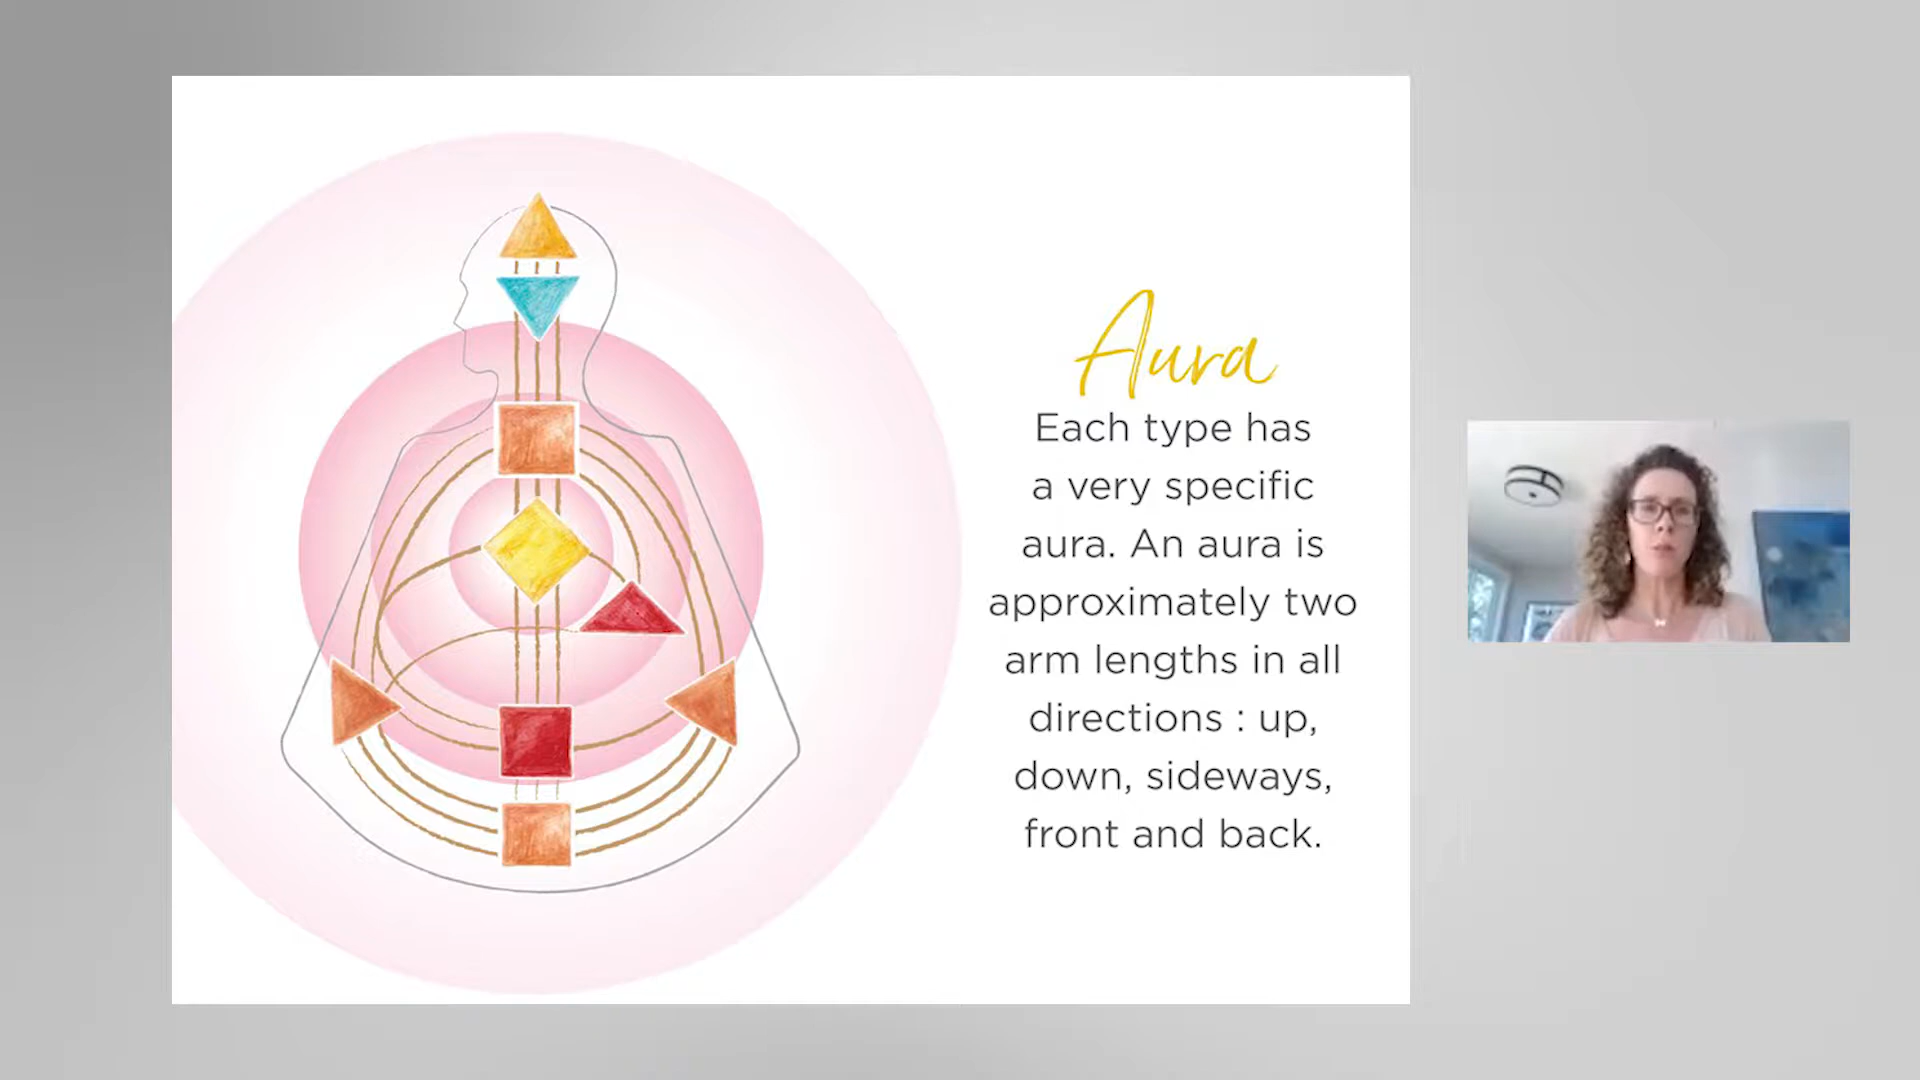 Aura
Each type has
a very specific
aura. An aura is
approximately two
arm lengths in all
directions : up,
down, sideways,
front and back.